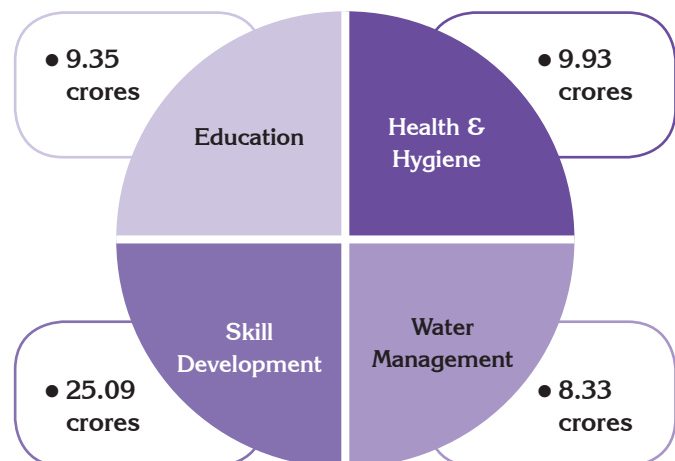 • 9.35
crores
• 9.93
crores
Education
Health &
Hygiene
Skill
Development
Water
Management
• 25.09
crores
• 8.33
crores